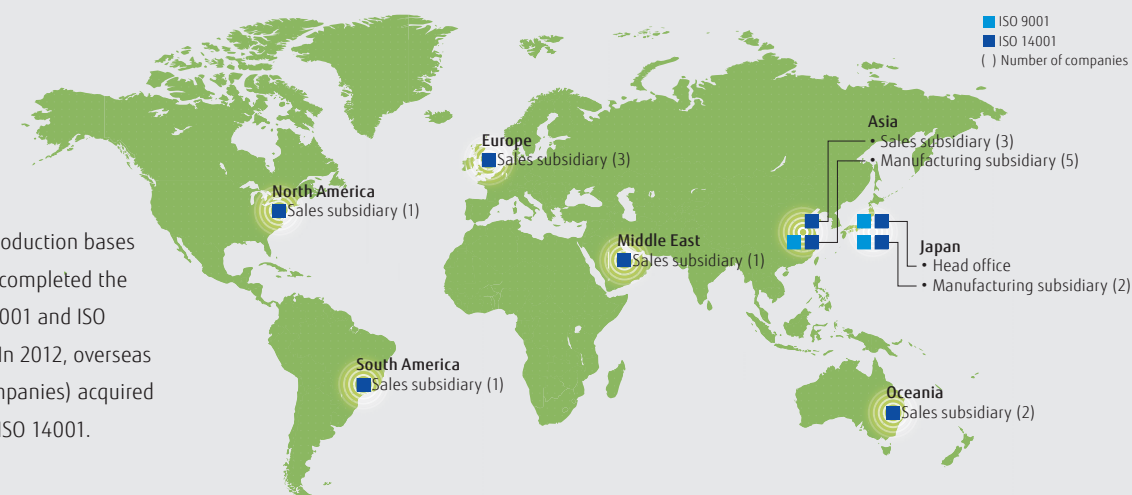 ISO 9001
ISO 14001
( ) Number of companies
Asia
• Sales subsidiary (3)
• Manufacturing subsidiary (5)
Europe
Sales subsidiary (3)
North America
Sales subsidiary (1)
Middle East
Sales subsidiary (1)
Japan
• Head office
• Manufacturing subsidiary (2)
South America
Sales subsidiary (1)
Oceania
Sales subsidiary (2)
oduction bases
completed the
001 and ISO
In 2012, overseas
mpanies) acquired
ISO 14001.